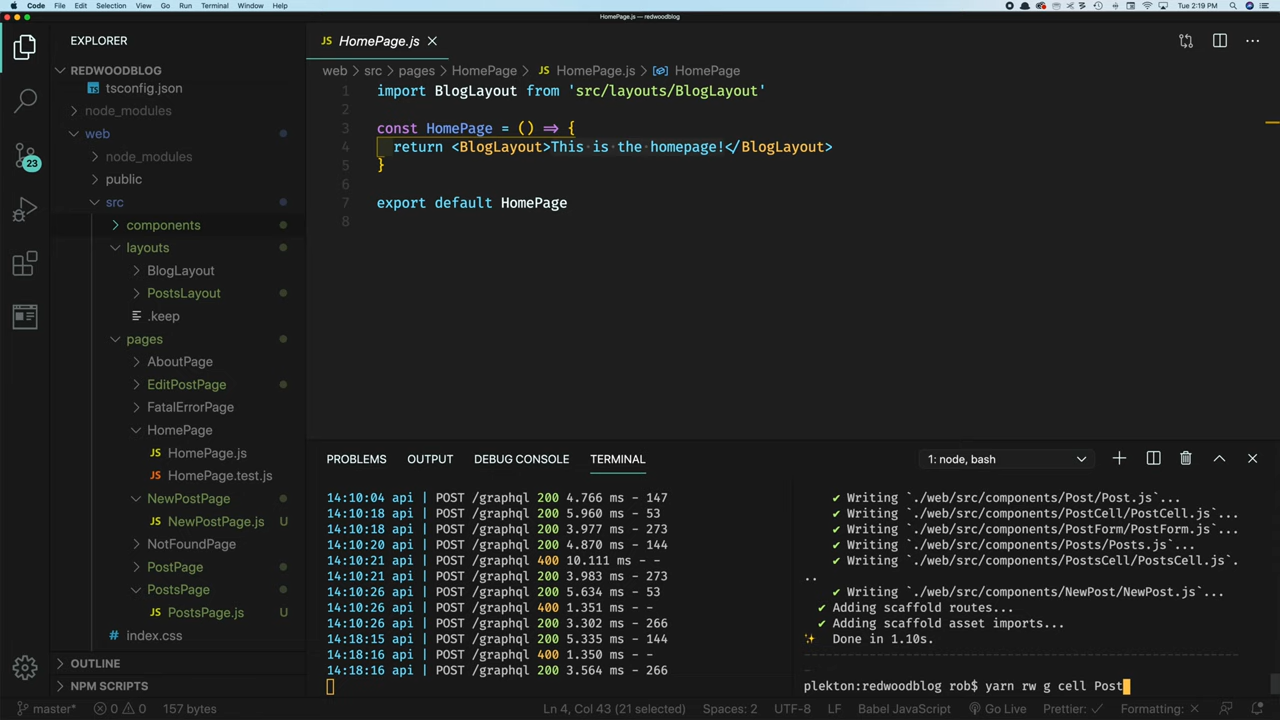 Code File Edit Selection View Go Run Terminal Window Help Tue 2:19 PM
HomePage.js — redwoodblog
EXPLORER
JS HomePage.js
REDWOODBLOG
web src pages HomePage JS HomePage.js HomePage
tsconfig.json
node_modules
web
node_modules
public
src
components
layouts
BlogLayout
PostsLayout
.keep
pages
AboutPage
EditPostPage
FatalErrorPage
HomePage
JS HomePage.js
JS HomePage.test.js
NewPostPage
JS NewPostPage.js U
NotFoundPage
PostPage
PostsPage
JS PostsPage.js U
index.css
OUTLINE
NPM SCRIPTS
23
1 import BlogLayout from 'src/layouts/BlogLayout'
2
3 const HomePage = () => {
4 return <BlogLayout>This is the homepage!</BlogLayout>
5 }
6
7 export default HomePage
8
PROBLEMS OUTPUT DEBUG CONSOLE TERMINAL 1: node, bash
14:10:04 api | POST /graphql 200 4.766 ms - 147
14:10:18 api | POST /graphql 200 5.960 ms - 53
14:10:18 api | POST /graphql 200 3.977 ms - 273
14:10:20 api | POST /graphql 200 4.870 ms - 144
14:10:21 api | POST /graphql 400 10.111 ms - -
14:10:21 api | POST /graphql 200 3.983 ms - 273
14:10:26 api | POST /graphql 200 5.634 ms - 53
14:10:26 api | POST /graphql 400 1.351 ms - -
14:10:26 api | POST /graphql 200 3.302 ms - 266
14:18:15 api | POST /graphql 200 5.335 ms - 144
14:18:16 api | POST /graphql 400 1.350 ms - -
14:18:16 api | POST /graphql 200 3.564 ms - 266
✔ Writing `./web/src/components/Post/Post.js`...
✔ Writing `./web/src/components/PostCell/PostCell.js`...
✔ Writing `./web/src/components/PostForm/PostForm.js`...
✔ Writing `./web/src/components/Posts/Posts.js`...
✔ Writing `./web/src/components/PostsCell/PostsCell.js`.
..
✔ Writing `./web/src/components/NewPost/NewPost.js`...
✔ Adding scaffold routes...
✔ Adding scaffold asset imports...
✨ Done in 1.10s.
plekton:redwoodblog rob$ yarn rw g cell Post
master* 0 0 157 bytes Ln 4, Col 43 (21 selected) Spaces: 2 UTF-8 LF Babel JavaScript Go Live Prettier: Formatting: